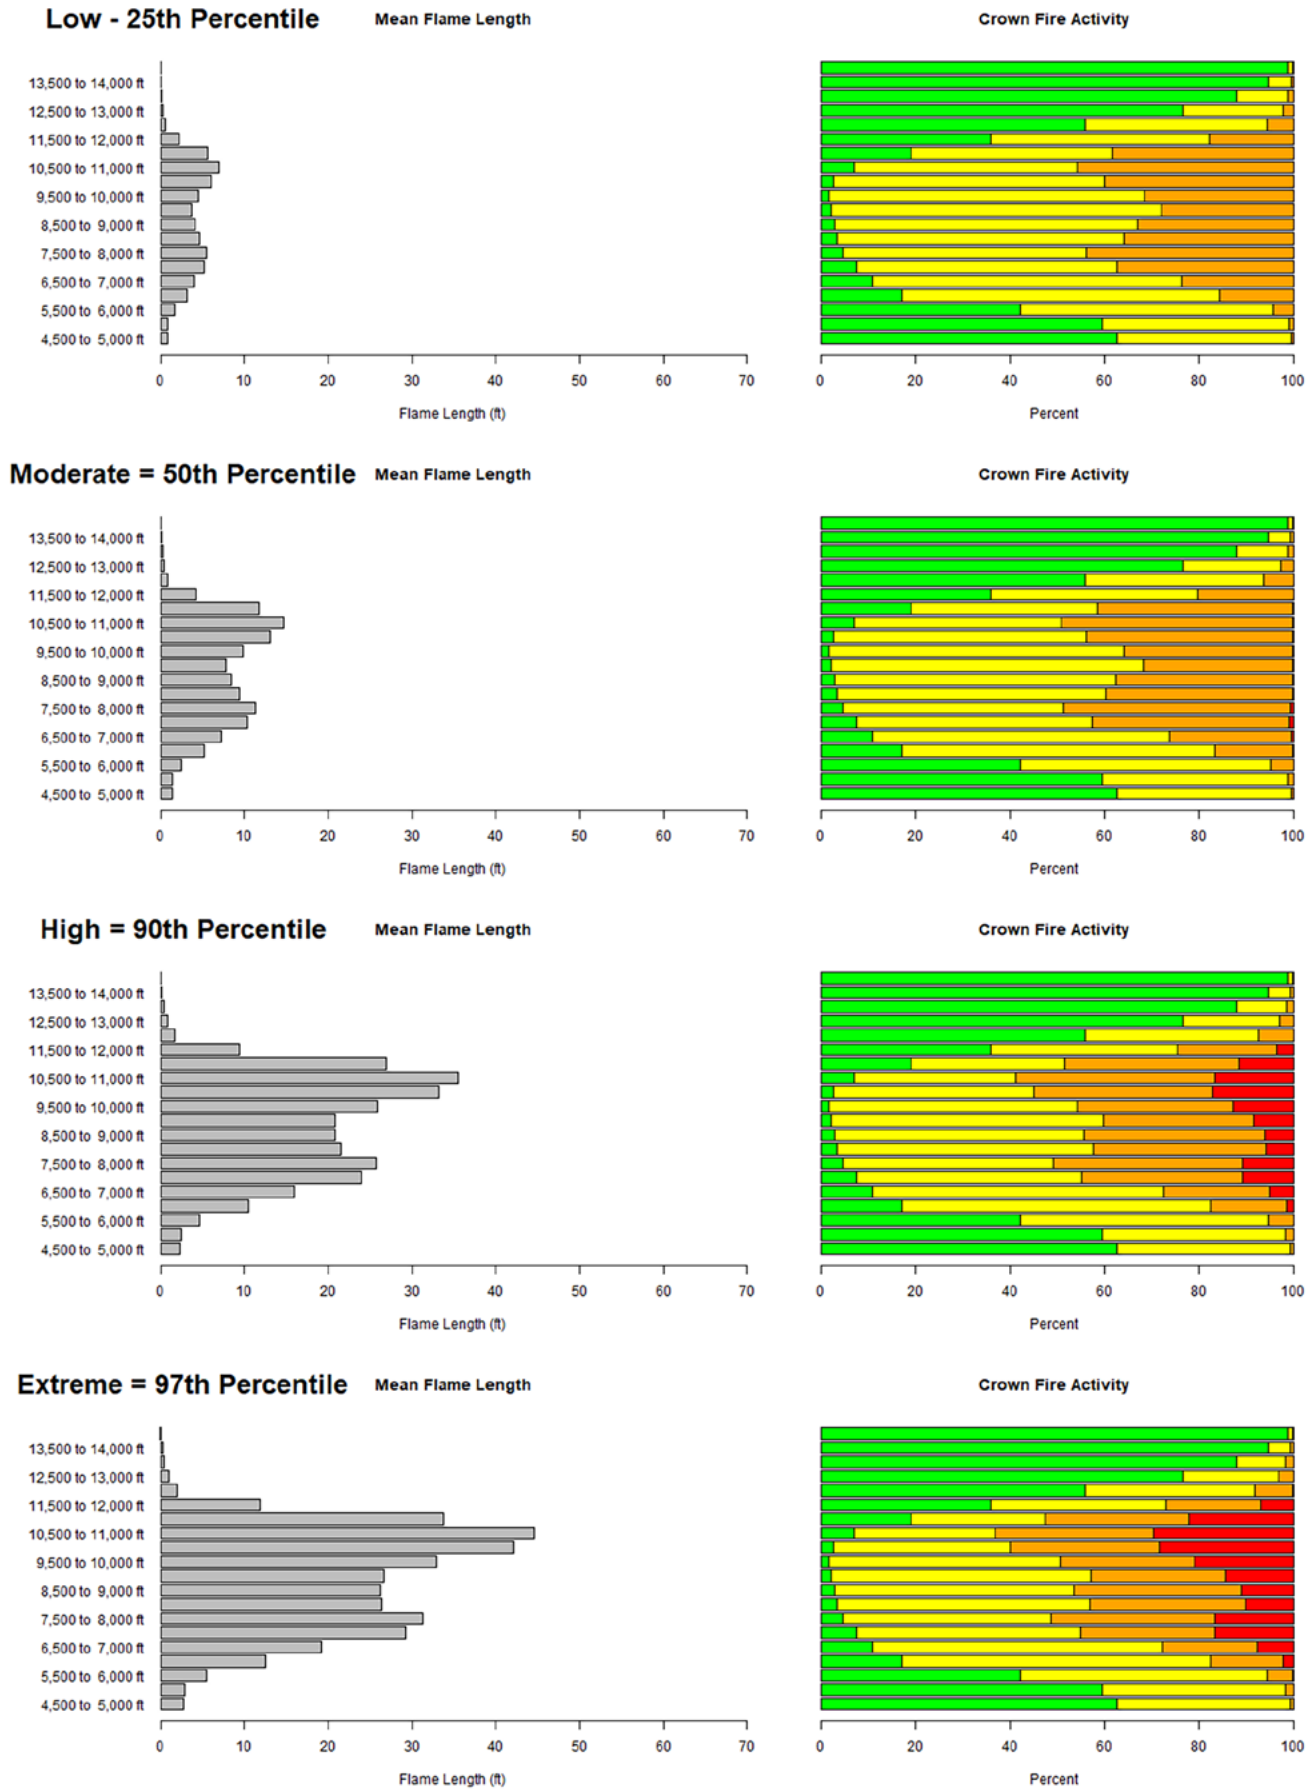 Low - 25th Percentile Mean Flame Length Crown Fire Activity
13,500 to 14,000 ft
12,500 to 13,000 ft
11,500 to 12,000 ft
10,500 to 11,000 ft
9,500 to 10,000 ft
8,500 to 9,000 ft
7,500 to 8,000 ft
6,500 to 7,000 ft
5,500 to 6,000 ft
4,500 to 5,000 ft
0 10 20 30 40 50 60 70 0 20 40 60 80 100
Flame Length (ft) Percent
Moderate = 50th Percentile Mean Flame Length Crown Fire Activity
13,500 to 14,000 ft
12,500 to 13,000 ft
11,500 to 12,000 ft
10,500 to 11,000 ft
9,500 to 10,000 ft
8,500 to 9,000 ft
7,500 to 8,000 ft
6,500 to 7,000 ft
5,500 to 6,000 ft
4,500 to 5,000 ft
0 10 20 30 40 50 60 70 0 20 40 60 80 100
Flame Length (ft) Percent
High = 90th Percentile Mean Flame Length Crown Fire Activity
13,500 to 14,000 ft
12,500 to 13,000 ft
11,500 to 12,000 ft
10,500 to 11,000 ft
9,500 to 10,000 ft
8,500 to 9,000 ft
7,500 to 8,000 ft
6,500 to 7,000 ft
5,500 to 6,000 ft
4,500 to 5,000 ft
0 10 20 30 40 50 60 70 0 20 40 60 80 100
Flame Length (ft) Percent
Extreme = 97th Percentile Mean Flame Length Crown Fire Activity
13,500 to 14,000 ft
12,500 to 13,000 ft
11,500 to 12,000 ft
10,500 to 11,000 ft
9,500 to 10,000 ft
8,500 to 9,000 ft
7,500 to 8,000 ft
6,500 to 7,000 ft
5,500 to 6,000 ft
4,500 to 5,000 ft
0 10 20 30 40 50 60 70 0 20 40 60 80 100
Flame Length (ft) Percent